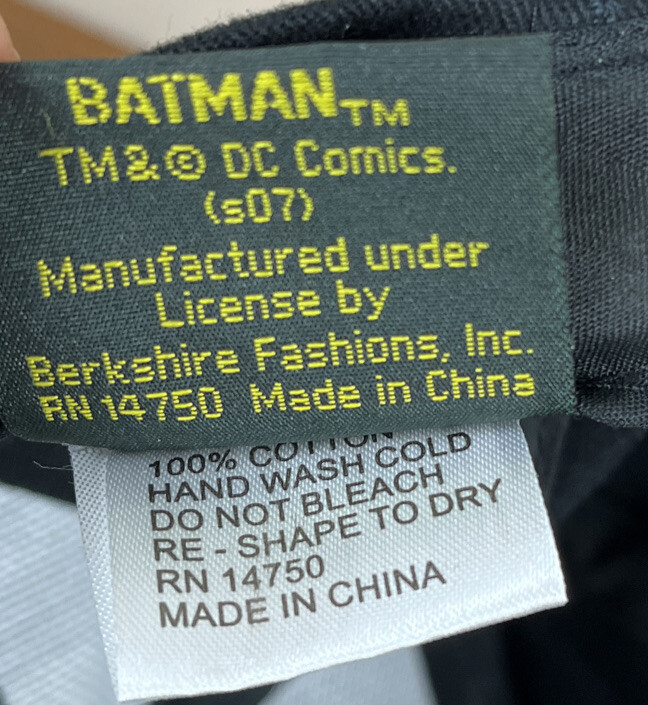 BATMAN™
TM&© DC Comics.
(s07)
Manufactured under
License by
Berkshire Fashions, Inc.
RN 14750 Made in China
100% COTTON
HAND WASH COLD
DO NOT BLEACH
RE - SHAPE TO DRY
RN 14750
MADE IN CHINA